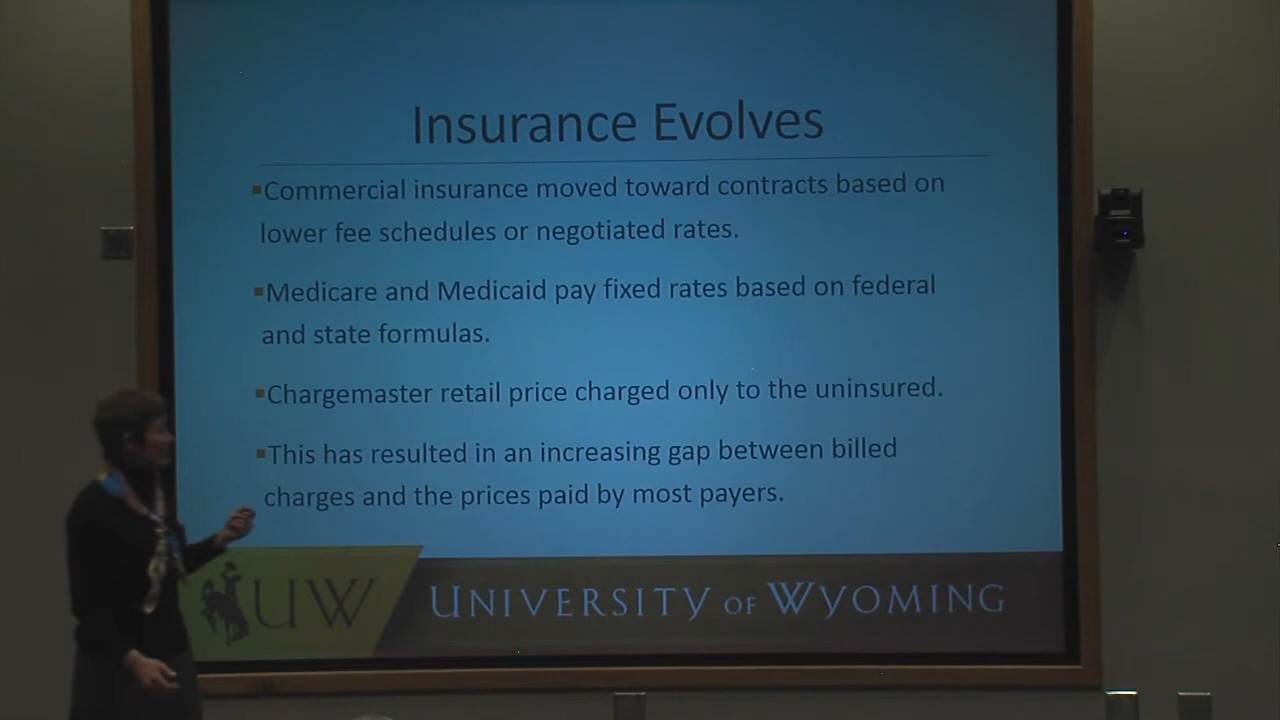 Insurance Evolves
▪Commercial insurance moved toward contracts based on
lower fee schedules or negotiated rates.
▪Medicare and Medicaid pay fixed rates based on federal
and state formulas.
▪Chargemaster retail price charged only to the uninsured.
▪This has resulted in an increasing gap between billed
charges and the prices paid by most payers.
UW UNIVERSITY OF WYOMING